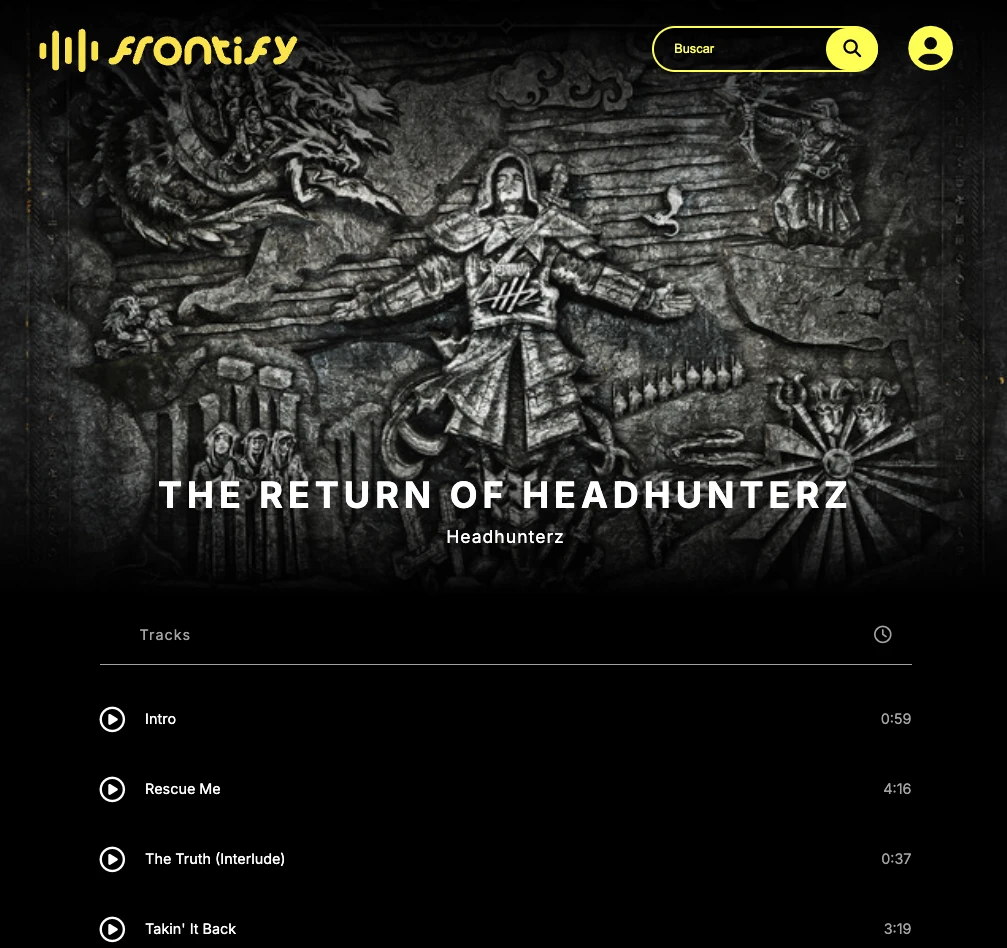 frontify
Buscar
THE RETURN OF HEADHUNTERZ
Headhunterz
Tracks
Intro 0:59
Rescue Me 4:16
The Truth (Interlude) 0:37
Takin' It Back 3:19